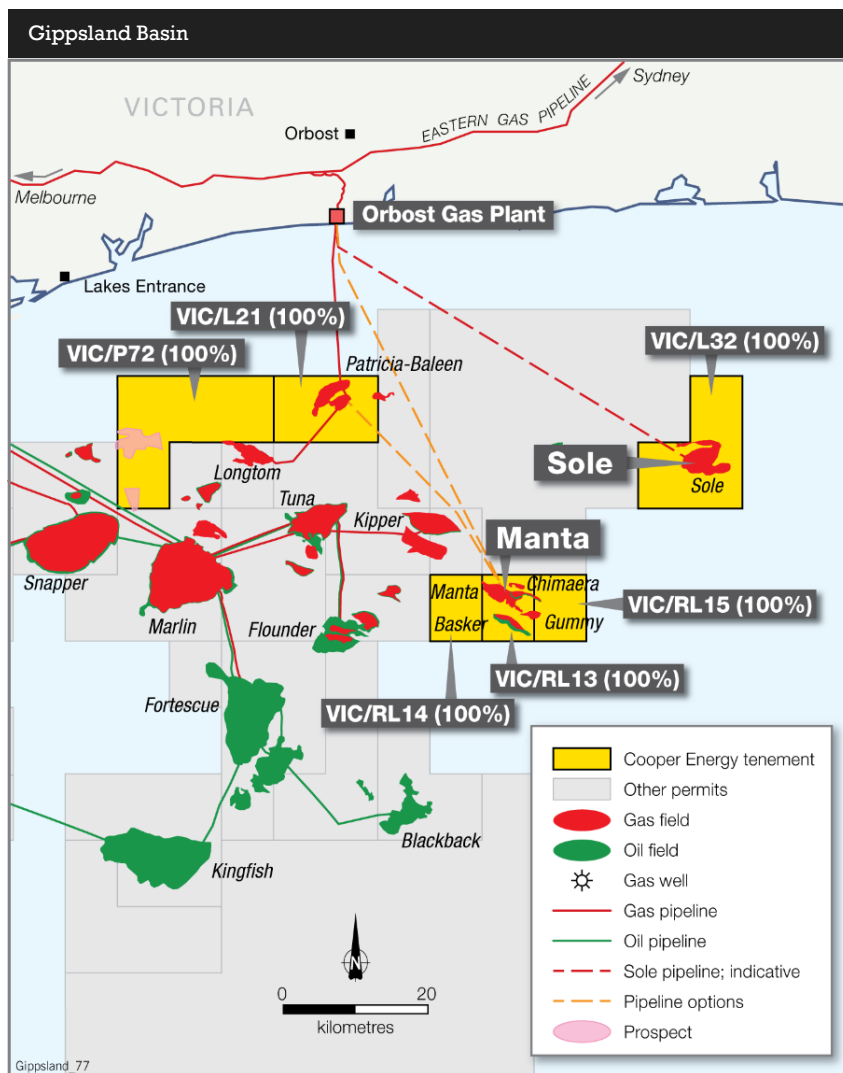 Gippsland Basin
VICTORIA
Sydney
EASTERN GAS PIPELINE
Orbost
Melbourne
Orbost Gas Plant
Lakes Entrance
VIC/L21 (100%)
VIC/P72 (100%)
VIC/L32 (100%)
Patricia-Baleen
Longtom
Sole
Sole
Tuna
Kipper
Manta
Snapper
Marlin
Flounder
Manta
Chimaera
Basker
Gummy
VIC/RL15 (100%)
VIC/RL13 (100%)
VIC/RL14 (100%)
Fortescue
Blackback
Kingfish
Cooper Energy tenement
Other permits
Gas field
Oil field
Gas well
Gas pipeline
Oil pipeline
Sole pipeline; indicative
Pipeline options
Prospect
N
0 20
kilometres
Gippsland_77